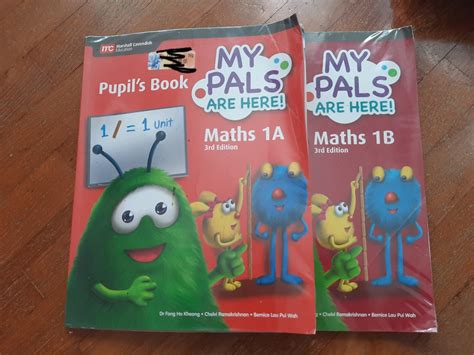 Marshall Cavendish
Education
Pupil's Book
MY
PALS
ARE HERE!
Maths 1A
3rd Edition
1 / = 1 Unit
Dr Fong Ho Kheong • Chelvi Ramakrishnan • Bernice Lau Pui Wah
MY
PALS
ARE HERE!
Maths 1B
3rd Edition
Chelvi Ramakrishnan • Bernice Lau Pui Wah